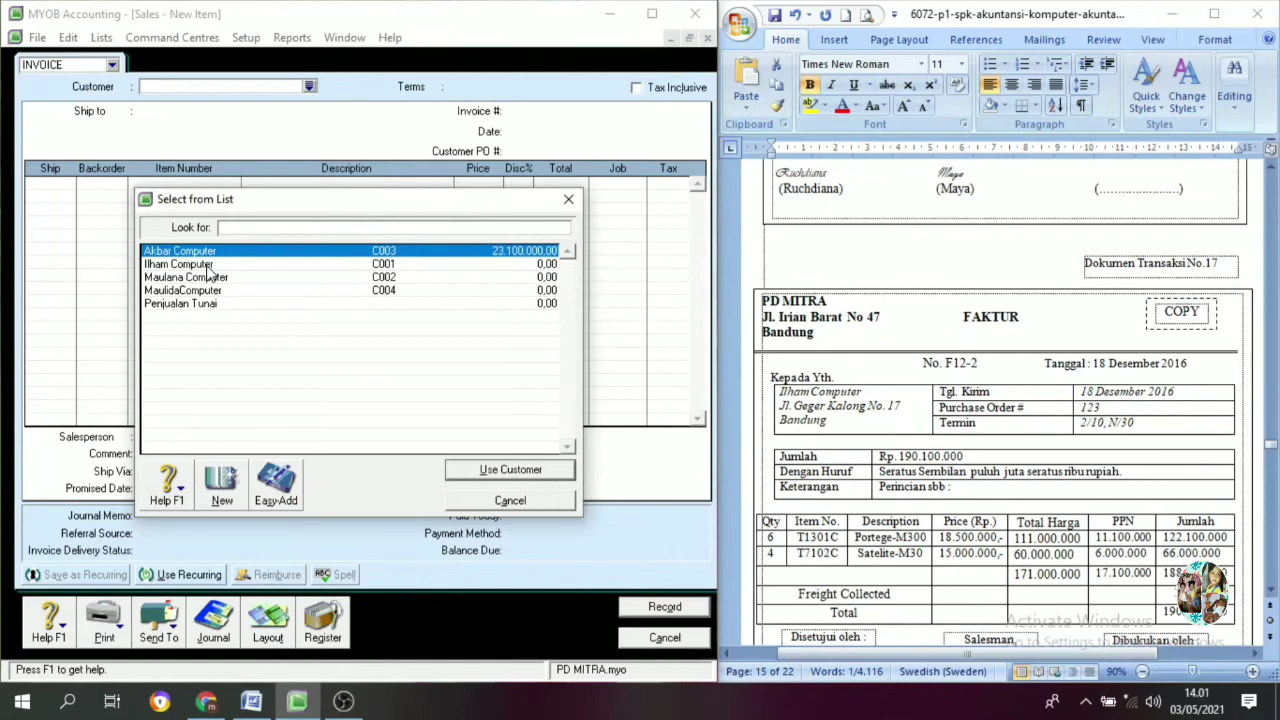 MYOB Accounting - [Sales - New Item]
File Edit Lists Command Centres Setup Reports Window Help
INVOICE
Customer :
Terms :
Tax Inclusive
Ship to :
Invoice #:
Date:
Customer PO #:
Ship Backorder Item Number Description Price Disc% Total Job Tax
Select from List
Look for:
Akbar Computer C003 23.100.000,00
Ilham Computer C001 0,00
Maulana Computer C002 0,00
MaulidaComputer C004 0,00
Penjualan Tunai 0,00
Help F1 New Easy-Add
Use Customer
Cancel
Salesperson :
Comment:
Ship Via:
Promised Date:
Journal Memo:
Referral Source:
Payment Method:
Invoice Delivery Status:
Balance Due:
Save as Recurring Use Recurring Reimburse Spell
Help F1 Print Send To Journal Layout Register
Record
Cancel
Press F1 to get help.
PD MITRA.myo
6072-p1-spk-akuntansi-komputer-akunta...
Home Insert Page Layout References Mailings Review View Format
Times New Roman 11
Paste
Quick Styles
Change Styles
Editing
Clipboard Font Paragraph Styles
Ruchdiana Maya
(Ruchdiana) (Maya) (........................)
Dokumen Transaksi No.17
PD MITRA
Jl. Irian Barat No 47 FAKTUR
Bandung
COPY
No. F12-2 Tanggal : 18 Desember 2016
Kepada Yth.
Ilham Computer Tgl. Kirim 18 Desember 2016
Jl. Geger Kalong No. 17 Purchase Order # 123
Bandung Termin 2/10, N/30
Jumlah Rp. 190.100.000
Dengan Huruf Seratus Sembilan puluh juta seratus ribu rupiah.
Keterangan Perincian sbb :
Qty Item No. Description Price (Rp.) Total Harga PPN Jumlah
6 T1301C Portege-M300 18.500.000,- 111.000.000 11.100.000 122.100.000
4 T7102C Satelite-M30 15.000.000,- 60.000.000 6.000.000 66.000.000
171.000.000 17.100.000
Freight Collected
Total
Activate Windows
Go to Settings to activate Windows.
Disetujui oleh : Salesman Dibukukan oleh :
Page: 15 of 22 Words: 1/4.116 Swedish (Sweden) 90%
14.01
03/05/2021